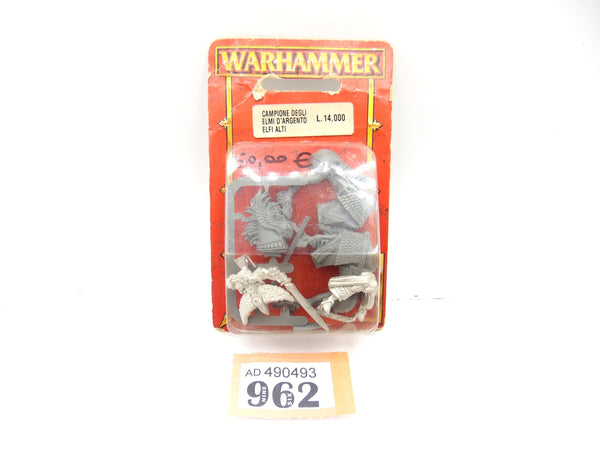 WARHAMMER
CAMPIONE DEGLI
ELMI D'ARGENTO L. 14,000
ELFI ALTI
50,00 €
AD 490493
962